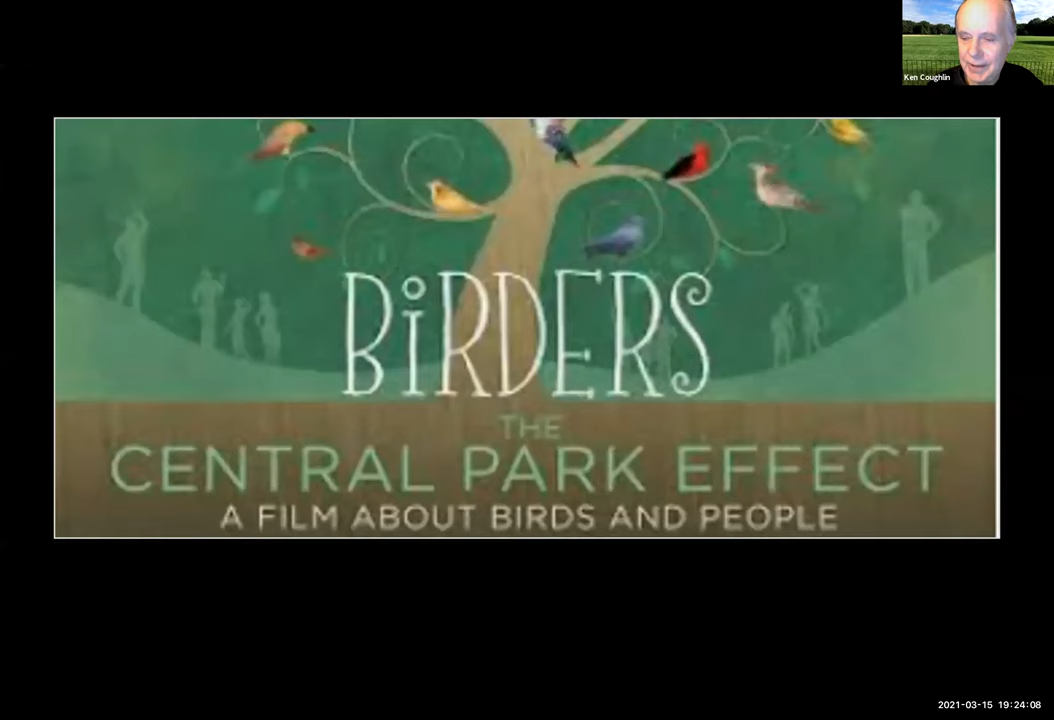 Ken Coughlin
BiRDERS
THE
CENTRAL PARK EFFECT
A FILM ABOUT BIRDS AND PEOPLE
2021-03-15 19:24:08